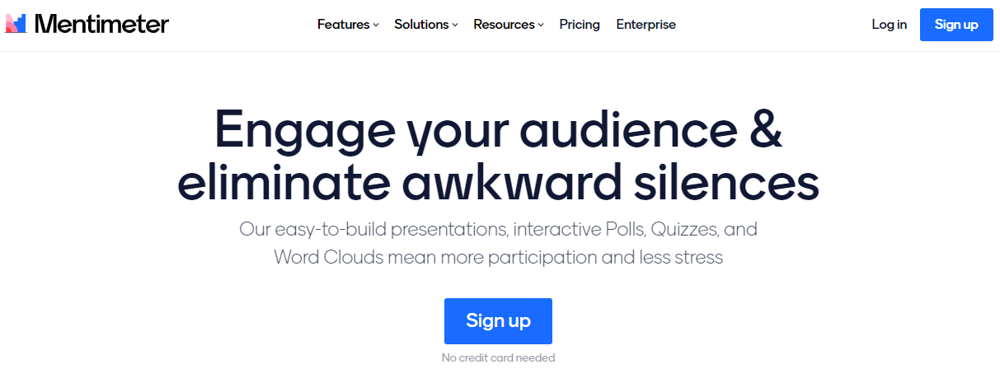 Mentimeter Features Solutions Resources Pricing Enterprise Log in Sign up
Engage your audience &
eliminate awkward silences
Our easy-to-build presentations, interactive Polls, Quizzes, and
Word Clouds mean more participation and less stress
Sign up
No credit card needed